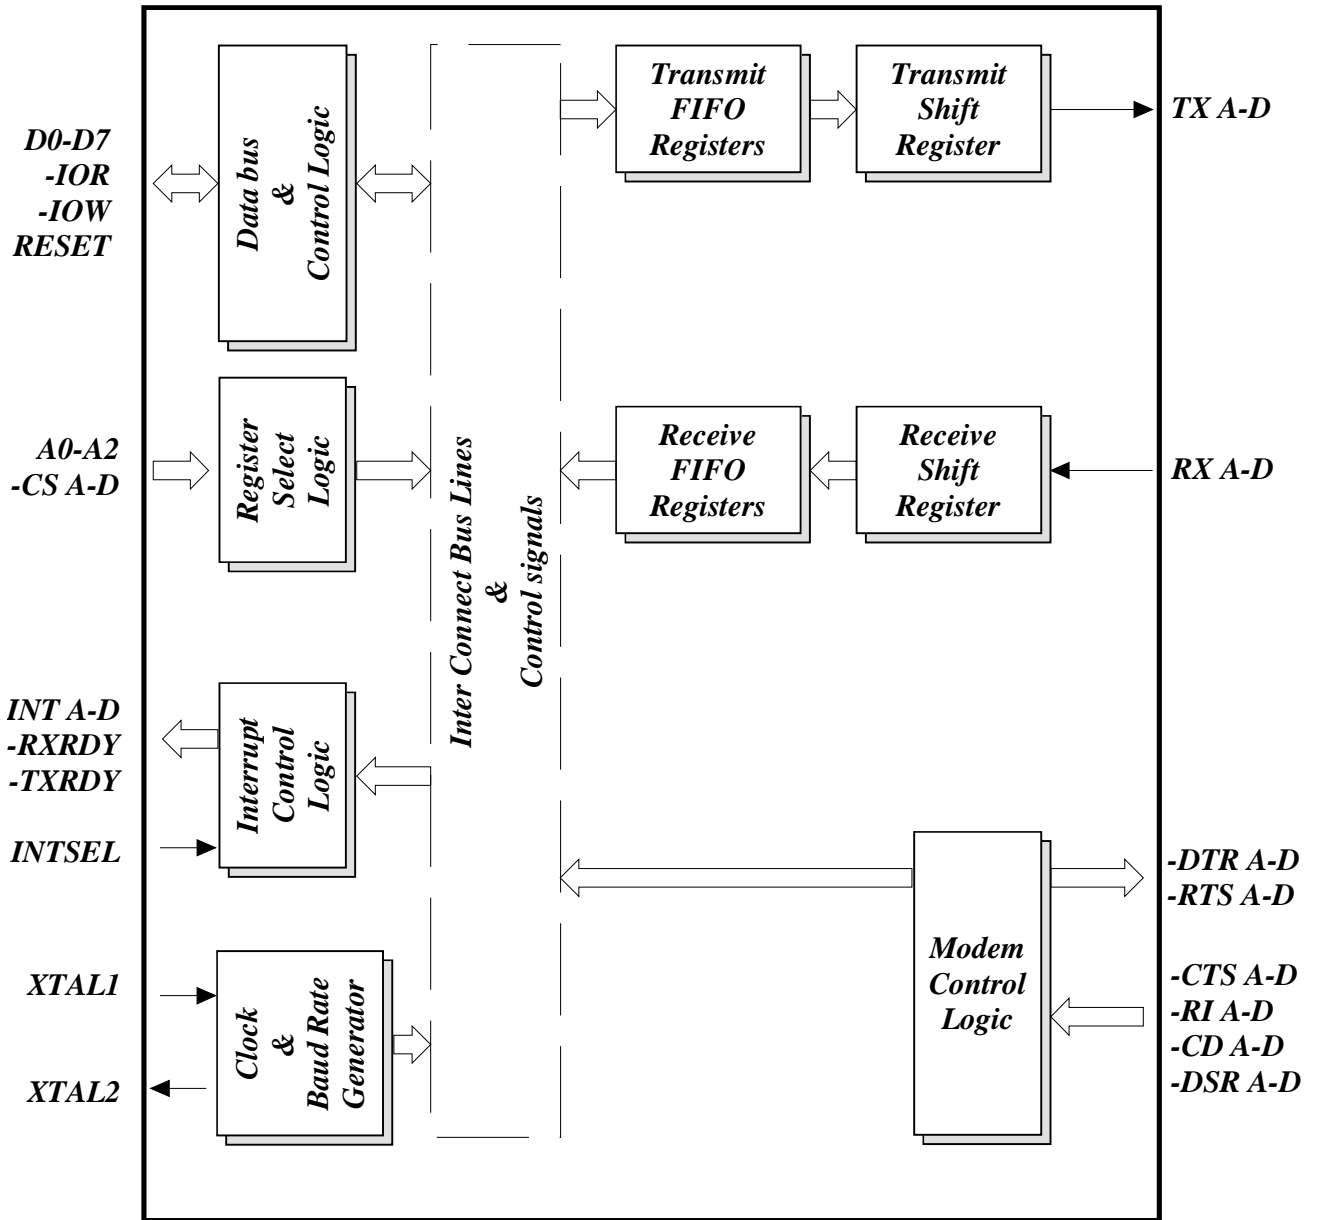 D0-D7
-IOR
-IOW
RESET
Data bus
&
Control Logic
A0-A2
-CS A-D
Register
Select
Logic
INT A-D
-RXRDY
-TXRDY
INTSEL
Interrupt
Control
Logic
XTAL1
XTAL2
Clock
&
Baud Rate
Generator
Inter Connect Bus Lines
&
Control signals
Transmit
FIFO
Registers
Transmit
Shift
Register
TX A-D
Receive
FIFO
Registers
Receive
Shift
Register
RX A-D
Modem
Control
Logic
-DTR A-D
-RTS A-D
-CTS A-D
-RI A-D
-CD A-D
-DSR A-D